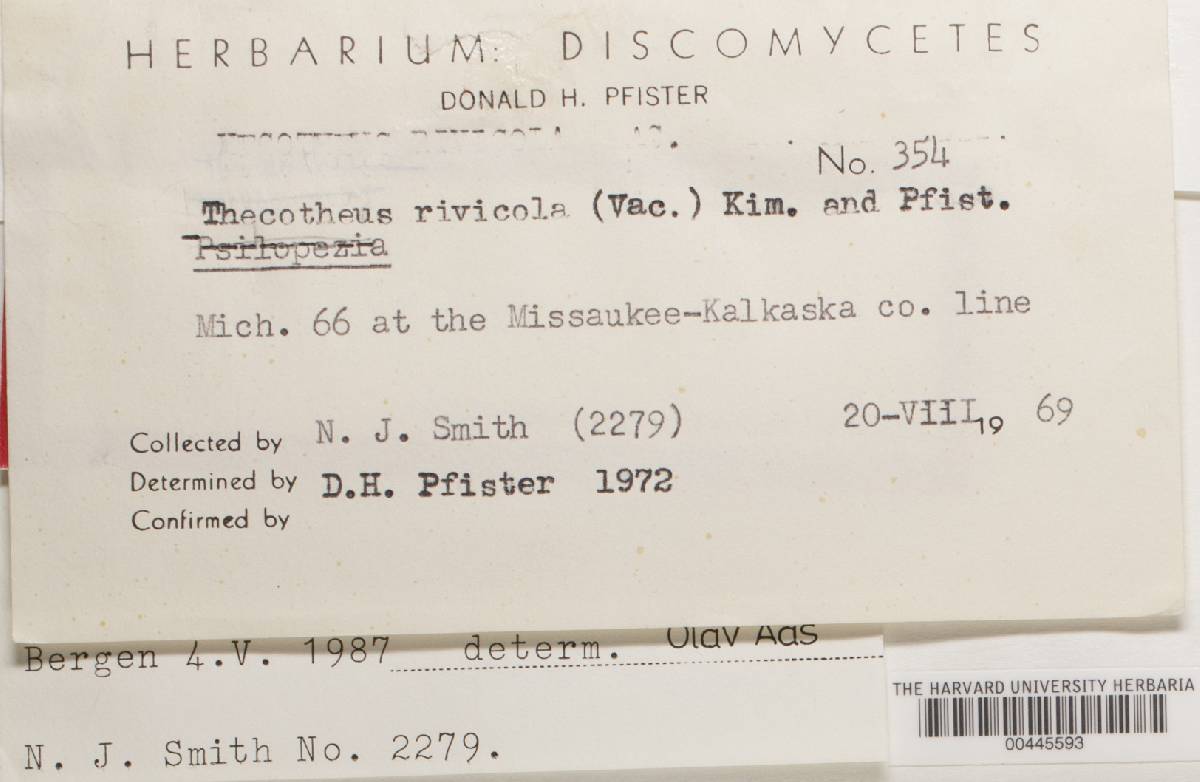 HERBARIUM: DISCOMYCETES
DONALD H. PFISTER
No. 354
Thecotheus rivicola (Vac.) Kim. and Pfist.
Psilopezia
Mich. 66 at the Missaukee-Kalkaska co. line
Collected by N. J. Smith (2279) 20-VIII 19 69
Determined by D.H. Pfister 1972
Confirmed by
Bergen 4.V. 1987 determ. Olav Aas
N. J. Smith No. 2279.
THE HARVARD UNIVERSITY HERBARIA
00445593